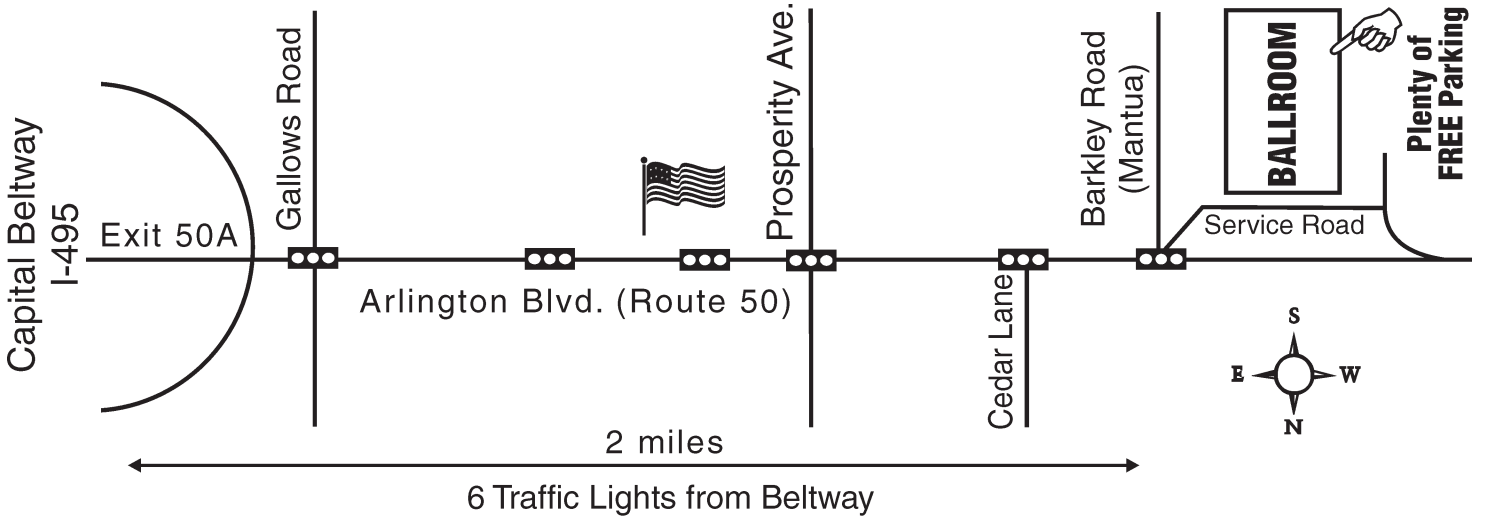 Capital Beltway
I-495
Exit 50A
Gallows Road
Prosperity Ave.
Barkley Road
(Mantua)
BALLROOM
Plenty of
FREE Parking
Service Road
Arlington Blvd. (Route 50)
Cedar Lane
S
E
W
N
2 miles
6 Traffic Lights from Beltway